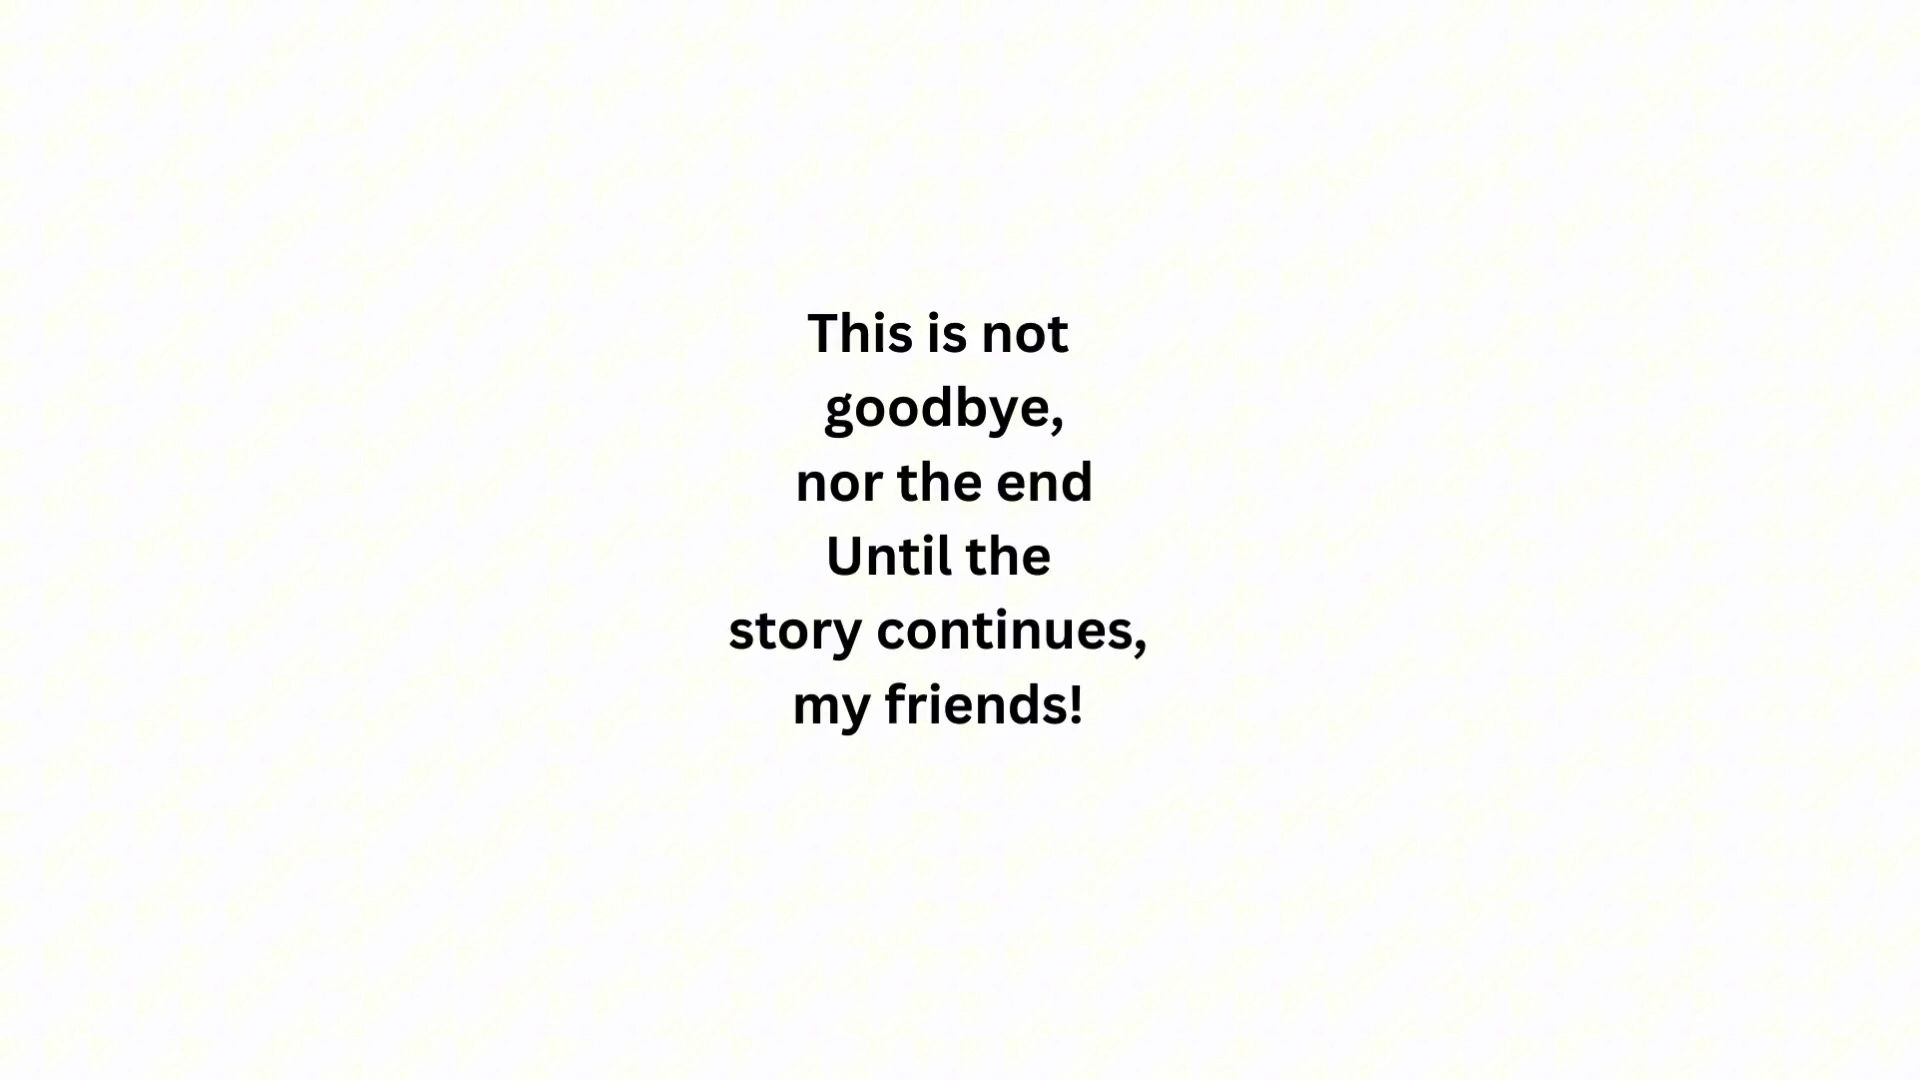 This is not
goodbye,
nor the end
Until the
story continues,
my friends!